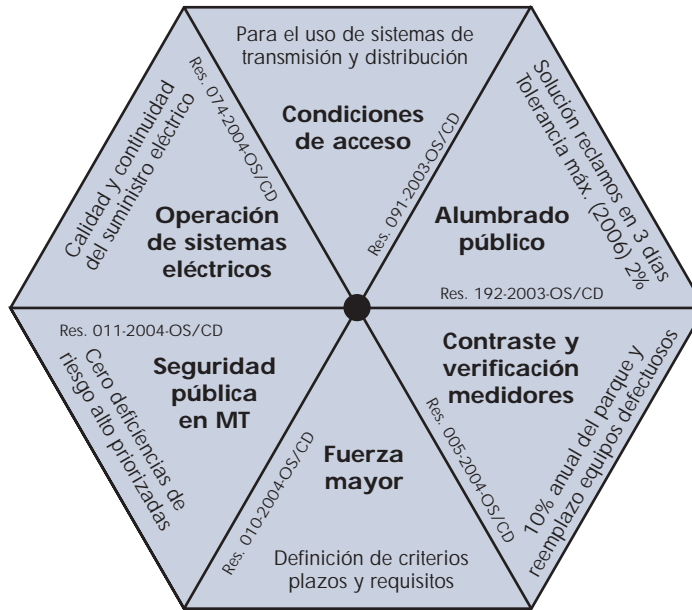 Para el uso de sistemas de
transmisión y distribución
Condiciones
de acceso
Res. 091-2003-OS/CD
Solución reclamos en 3 días
Tolerancia máx. (2006) 2%
Alumbrado
público
Res. 192-2003-OS/CD
Contraste y
verificación
medidores
10% anual del parque y
reemplazo equipos defectuosos
Res. 005-2004-OS/CD
Fuerza
mayor
Definición de criterios
plazos y requisitos
Res. 010-2004-OS/CD
Seguridad
pública
en MT
Cero deficiencias de
riesgo alto priorizadas
Res. 011-2004-OS/CD
Operación
de sistemas
eléctricos
Calidad y continuidad
del suministro eléctrico
Res. 074-2004-OS/CD